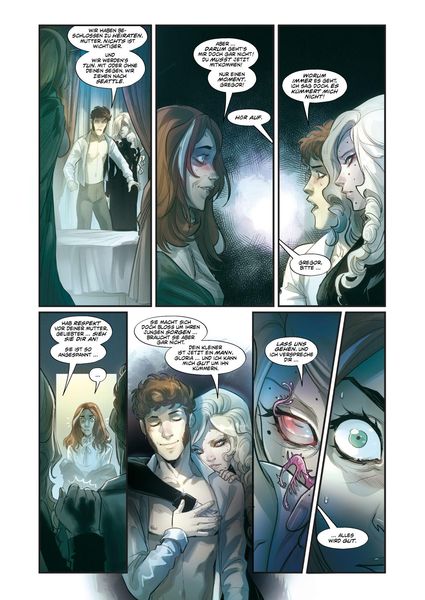 WIR HABEN BE-
SCHLOSSEN ZU HEIRATEN,
MUTTER. NICHTS IST
WICHTIGER.
UND
WIR WERDEN'S
TUN, MIT ODER OHNE
DEINEN SEGEN. WIR
ZIEHEN NACH
SEATTLE.
ABER ...
DARUM GEHT'S
MIR DOCH GAR NICHT!
DU MUSST JETZT
MITKOMMEN!
NUR EINEN
MOMENT,
GREGOR!
HÖR AUF.
WORUM
IMMER ES GEHT,
ICH SAG DOCH, ES
KÜMMERT MICH
NICHT!
GREGOR,
BITTE ...
HAB RESPEKT
VOR DEINER MUTTER,
GELIEBTER ... SIEH
SIE DIR AN!
SIE IST SO
ANGESPANNT ...
...
SIE MACHT SICH
DOCH BLOSS UM IHREN
JUNGEN SORGEN ...
BRAUCHT SIE ABER
GAR NICHT.
DEIN KLEINER
IST JETZT EIN MANN,
GLORIA ... UND ICH KANN
MICH GUT UM IHN
KÜMMERN.
LASS UNS
GEHEN, UND ICH
VERSPRECHE
DIR ...
... ALLES
WIRD GUT.